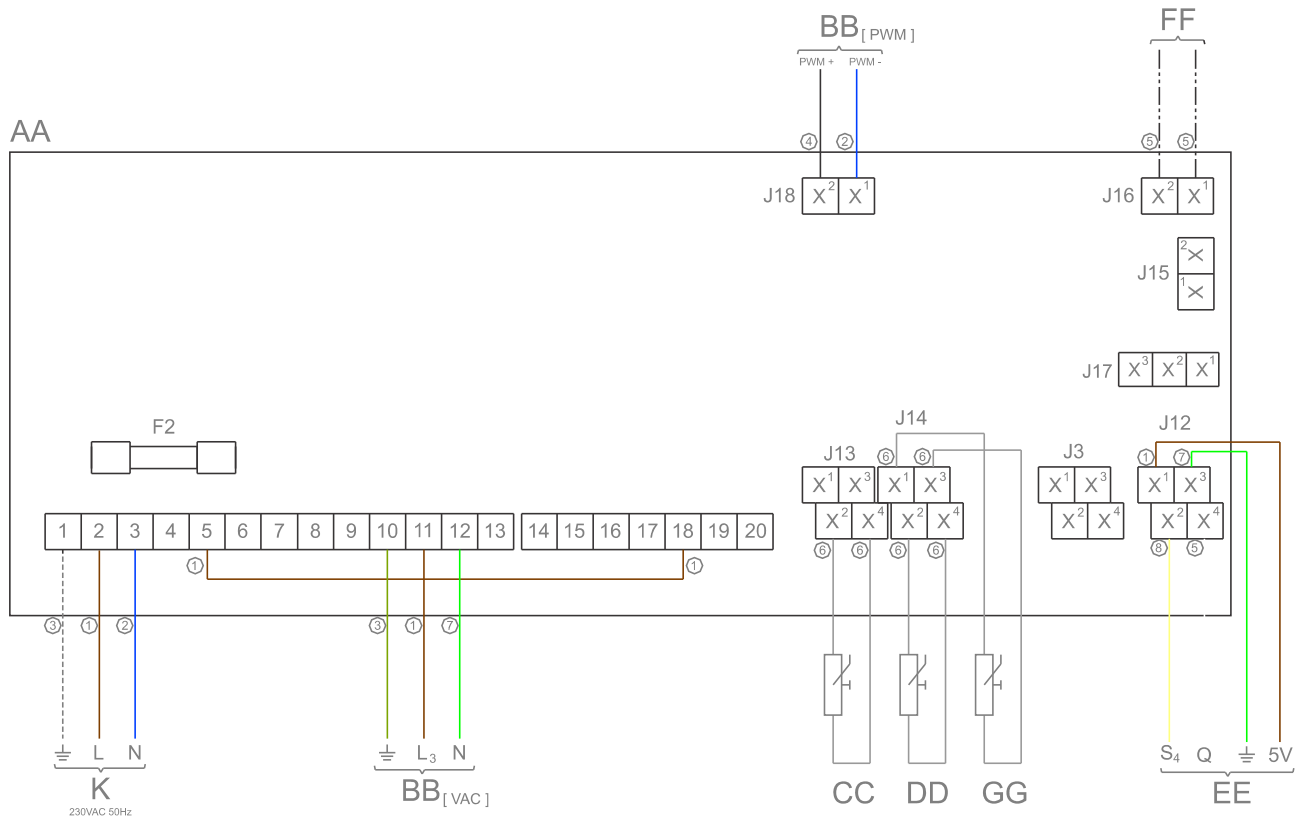 BB[ PWM ]
FF
PWM +
PWM -
AA
4
2
5
5
J18
X2
X1
J16
X2
X1
J15
2X
1X
J17
X3
X2
X1
F2
J14
J12
J13
6
6
J3
1
7
X1
X3
X1
X3
X1
X3
X1
X3
X2
X4
X2
X4
X2
X4
X2
X4
1 2 3 4 5 6 7 8 9 10 11 12 13 14 15 16 17 18 19 20
6
6
6
6
8
5
1
1
3
1
2
3
1
7
L
N
L3
N
S4
Q
5V
K
230VAC 50Hz
BB[ VAC ]
CC
DD
GG
EE